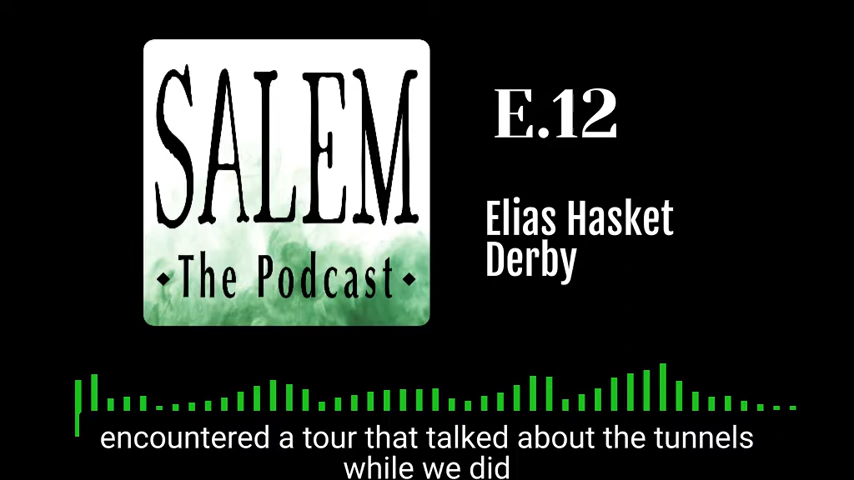 SALEM
•The Podcast•
E.12
Elias Hasket
Derby
encountered a tour that talked about the tunnels
while we did